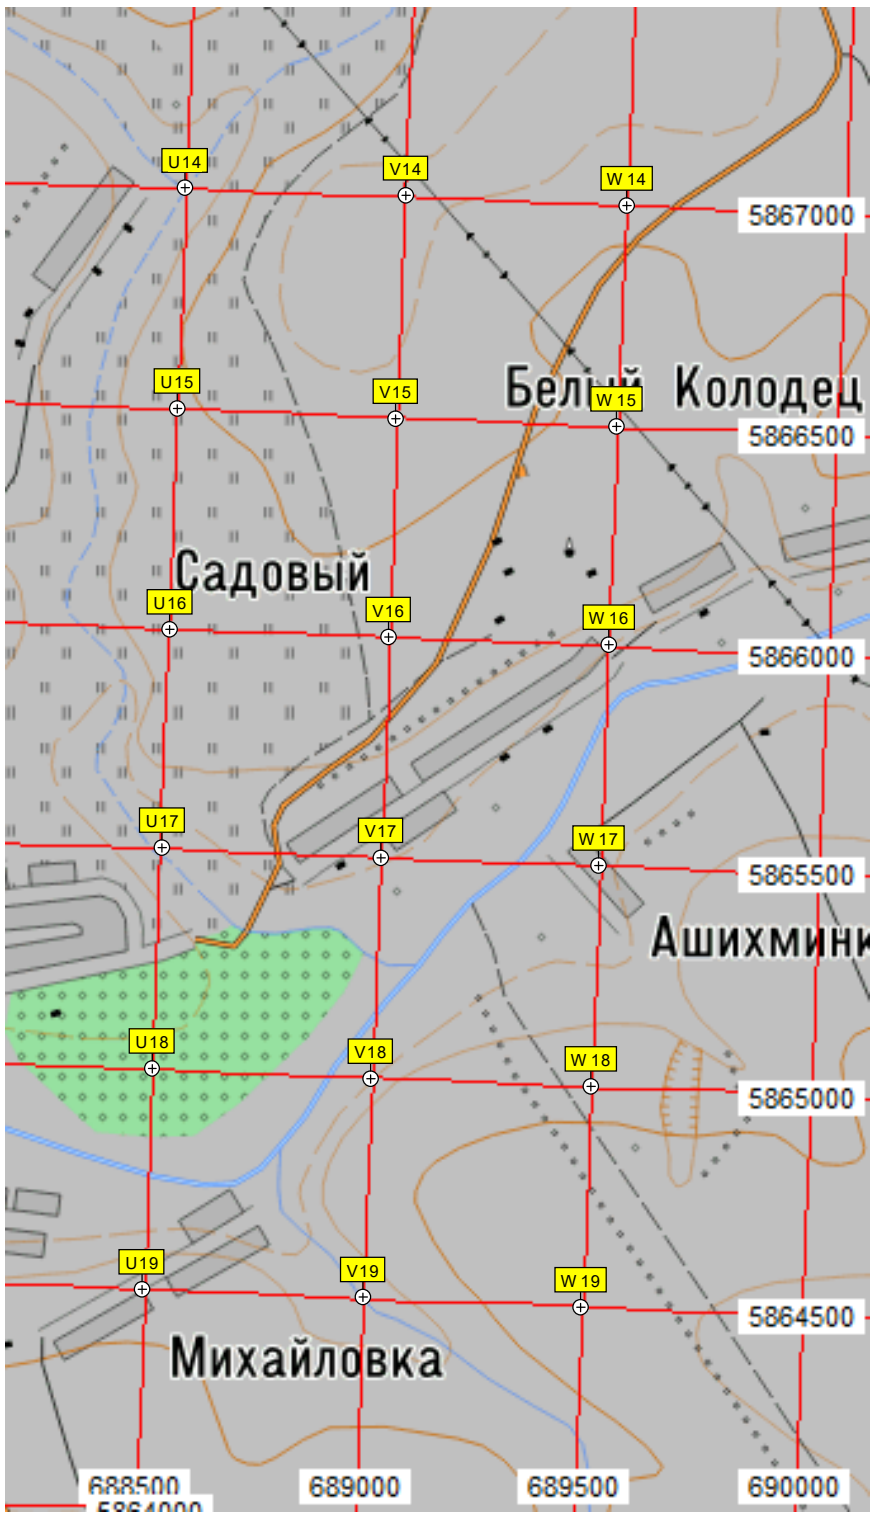 U14
V14
W 14
5867000
U15
V15
Белый Колодец
W 15
5866500
Садовый
U16
V16
W 16
5866000
U17
V17
W 17
5865500
Ашихмини
U18
V18
W 18
5865000
U19
V19
W 19
5864500
Михайловка
688500
689000
689500
690000
5864000